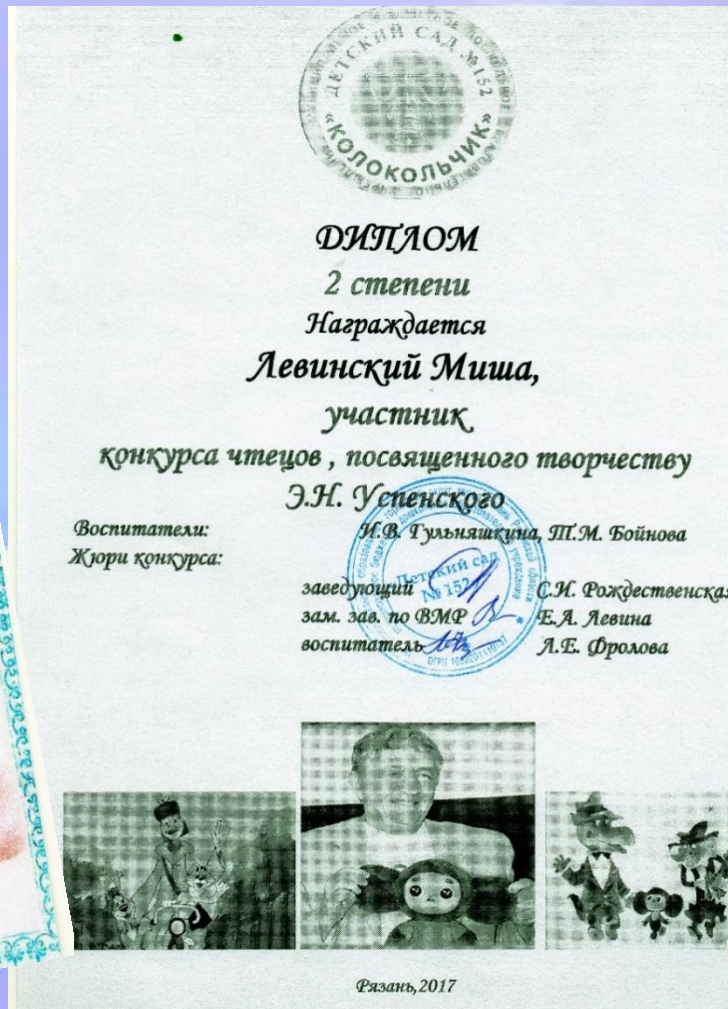 ДЕТСКИЙ САД №152
«КОЛОКОЛЬЧИК»
ДИПЛОМ
2 степени
Награждается
Левинский Миша,
участник
конкурса чтецов , посвященного творчеству
Э.Н. Успенского
Воспитатели: И.В. Гульняшкина, Т.М. Бойнова
Жюри конкурса:
заведующий С.И. Рождественская
зам. зав. по ВМР Е.А. Левина
воспитатель Л.Е. Фролова
Детский сад
№ 152
Рязань,2017